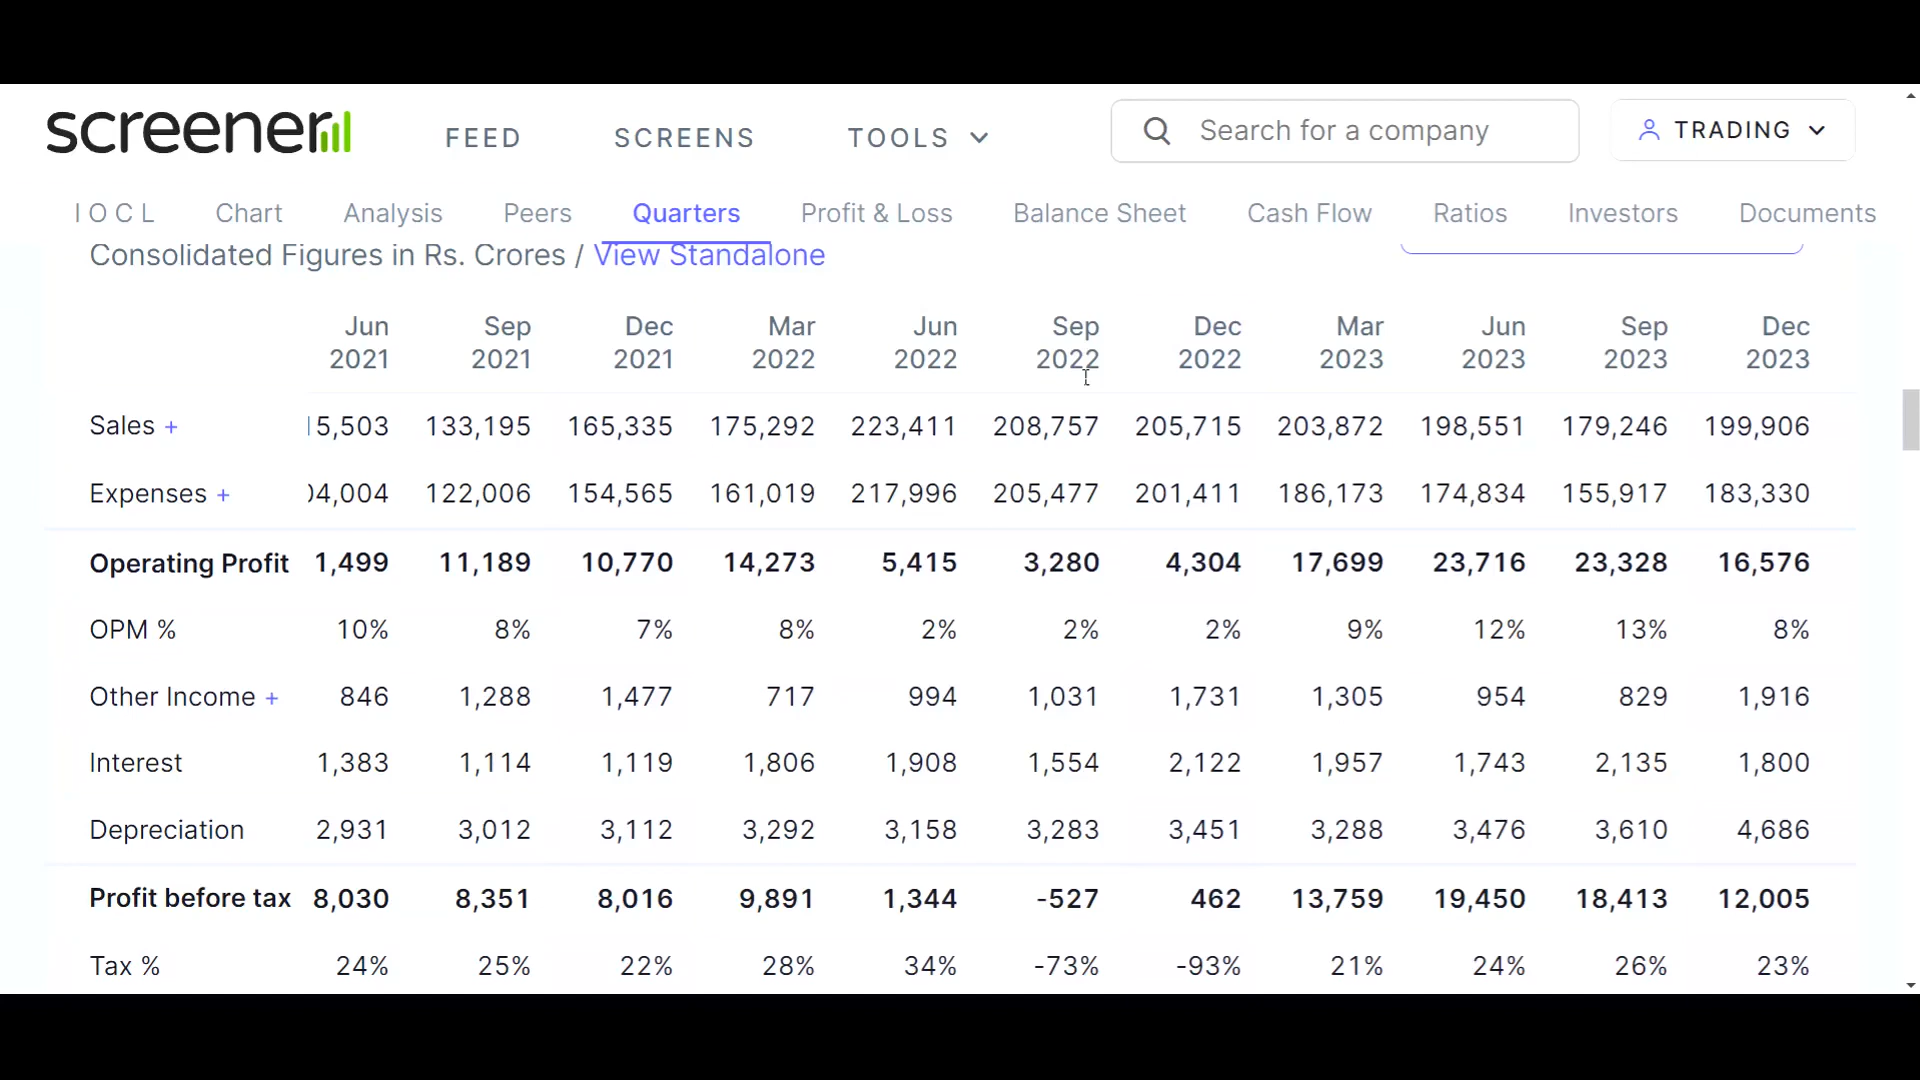 screener
FEED SCREENS TOOLS Search for a company TRADING
I O C L Chart Analysis Peers Quarters Profit & Loss Balance Sheet Cash Flow Ratios Investors Documents
Consolidated Figures in Rs. Crores / View Standalone
Jun 2021 Sep 2021 Dec 2021 Mar 2022 Jun 2022 Sep 2022 Dec 2022 Mar 2023 Jun 2023 Sep 2023 Dec 2023
Sales + 15,503 133,195 165,335 175,292 223,411 208,757 205,715 203,872 198,551 179,246 199,906
Expenses + 04,004 122,006 154,565 161,019 217,996 205,477 201,411 186,173 174,834 155,917 183,330
Operating Profit 1,499 11,189 10,770 14,273 5,415 3,280 4,304 17,699 23,716 23,328 16,576
OPM % 10% 8% 7% 8% 2% 2% 2% 9% 12% 13% 8%
Other Income + 846 1,288 1,477 717 994 1,031 1,731 1,305 954 829 1,916
Interest 1,383 1,114 1,119 1,806 1,908 1,554 2,122 1,957 1,743 2,135 1,800
Depreciation 2,931 3,012 3,112 3,292 3,158 3,283 3,451 3,288 3,476 3,610 4,686
Profit before tax 8,030 8,351 8,016 9,891 1,344 -527 462 13,759 19,450 18,413 12,005
Tax % 24% 25% 22% 28% 34% -73% -93% 21% 24% 26% 23%